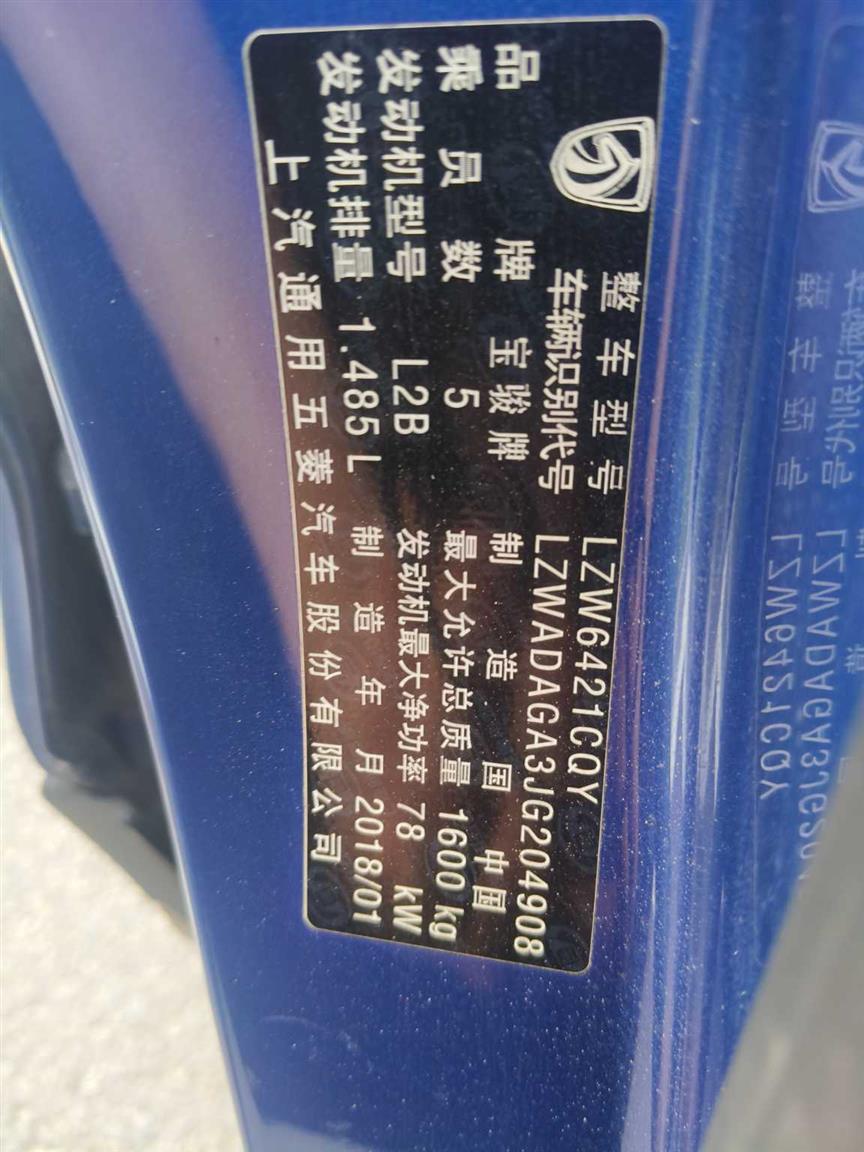 整车型号 LZW6421CQY
车辆识别代号 LZWADAGA3JG204908
品牌 宝骏牌 制造国 中国
乘员数 5 最大允许总质量 1600 kg
发动机型号 L2B 发动机最大净功率 78 kW
发动机排量 1.485L 制造年月 2018/01
上汽通用五菱汽车股份有限公司